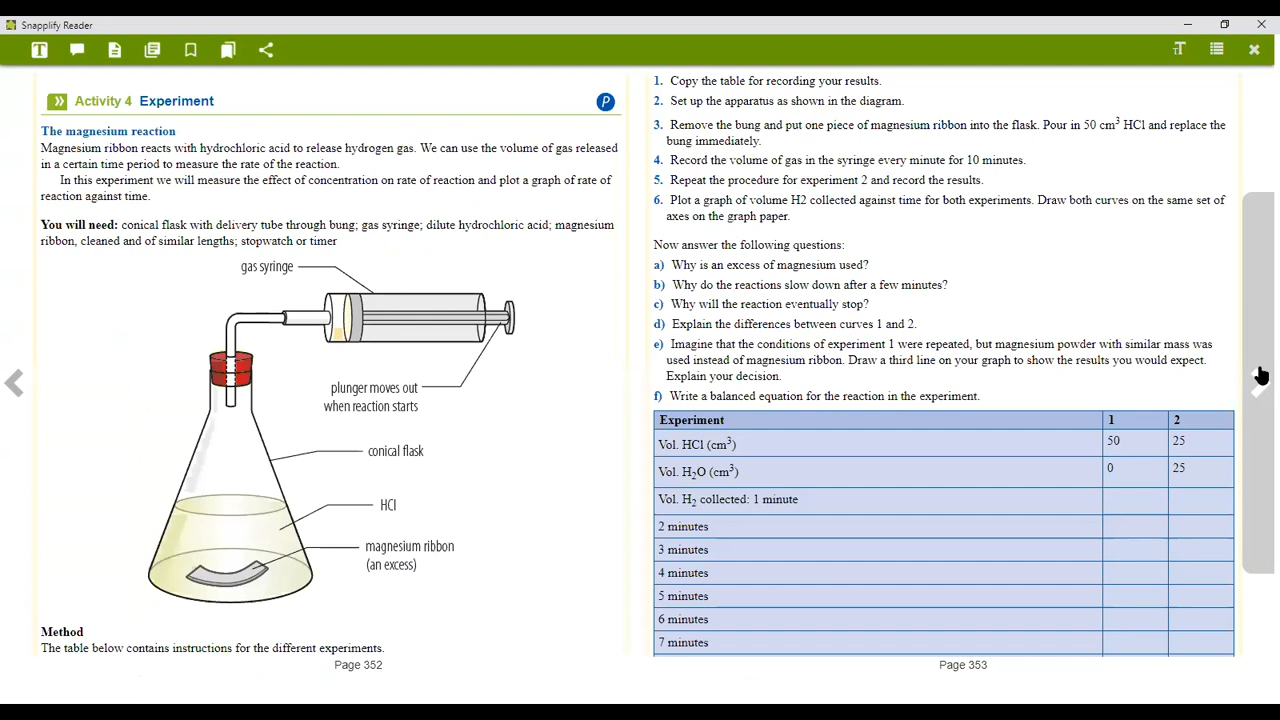 Snapplify Reader
Activity 4 Experiment
P
The magnesium reaction
Magnesium ribbon reacts with hydrochloric acid to release hydrogen gas. We can use the volume of gas released
in a certain time period to measure the rate of the reaction.
In this experiment we will measure the effect of concentration on rate of reaction and plot a graph of rate of
reaction against time.
You will need: conical flask with delivery tube through bung; gas syringe; dilute hydrochloric acid; magnesium
ribbon, cleaned and of similar lengths; stopwatch or timer
gas syringe
plunger moves out
when reaction starts
conical flask
HCl
magnesium ribbon
(an excess)
Method
The table below contains instructions for the different experiments.
Page 352
1. Copy the table for recording your results.
2. Set up the apparatus as shown in the diagram.
3. Remove the bung and put one piece of magnesium ribbon into the flask. Pour in 50 cm³ HCl and replace the
bung immediately.
4. Record the volume of gas in the syringe every minute for 10 minutes.
5. Repeat the procedure for experiment 2 and record the results.
6. Plot a graph of volume H2 collected against time for both experiments. Draw both curves on the same set of
axes on the graph paper.
Now answer the following questions:
a) Why is an excess of magnesium used?
b) Why do the reactions slow down after a few minutes?
c) Why will the reaction eventually stop?
d) Explain the differences between curves 1 and 2.
e) Imagine that the conditions of experiment 1 were repeated, but magnesium powder with similar mass was
used instead of magnesium ribbon. Draw a third line on your graph to show the results you would expect.
Explain your decision.
f) Write a balanced equation for the reaction in the experiment.
Experiment 1 2
Vol. HCl (cm³) 50 25
Vol. H₂O (cm³) 0 25
Vol. H₂ collected: 1 minute
2 minutes
3 minutes
4 minutes
5 minutes
6 minutes
7 minutes
Page 353